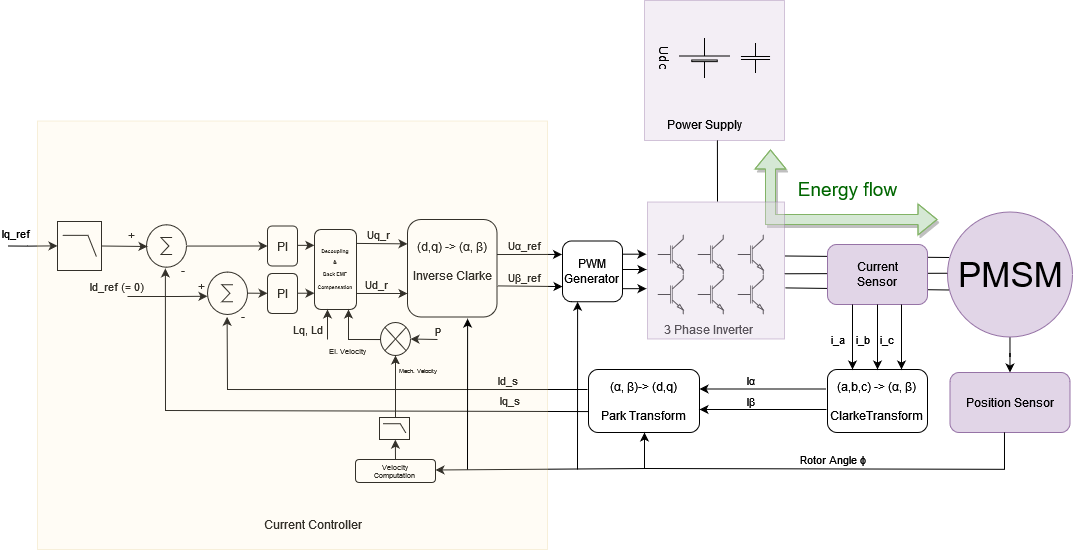 Udc
Power Supply
Energy flow
Iq_ref
+
Σ
-
Id_ref (= 0)
+
Σ
-
PI
PI
Decoupling
&
Back EMF
Compensation
Uq_r
Ud_r
(d,q) -> (α, β)
Inverse Clarke
Uα_ref
Uβ_ref
PWM
Generator
3 Phase Inverter
Current
Sensor
PMSM
Lq, Ld
El. Velocity
P
Mech. Velocity
i_a
i_b
i_c
Id_s
Iq_s
(α, β)-> (d,q)
Park Transform
Iα
Iβ
(a,b,c) -> (α, β)
ClarkeTransform
Position Sensor
Velocity
Computation
Rotor Angle ϕ
Current Controller